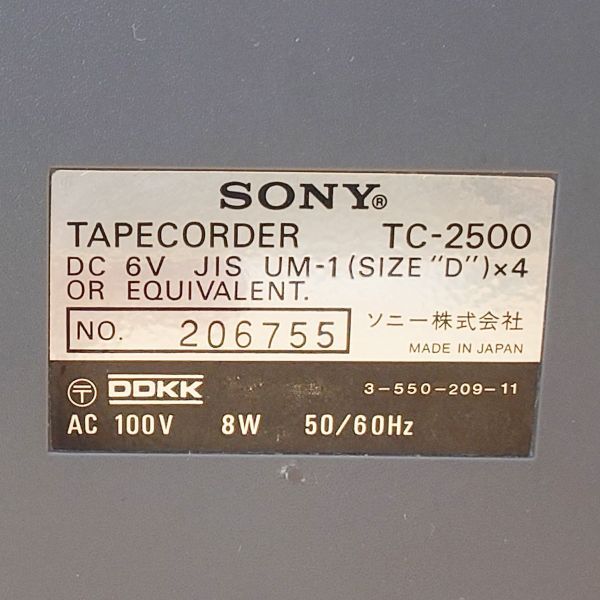 SONY®
TAPECORDER TC-2500
DC 6V JIS UM-1 (SIZE "D")×4
OR EQUIVALENT.
NO. 206755 ソニー株式会社
MADE IN JAPAN
〶 DDKK 3-550-209-11
AC 100V 8W 50/60Hz